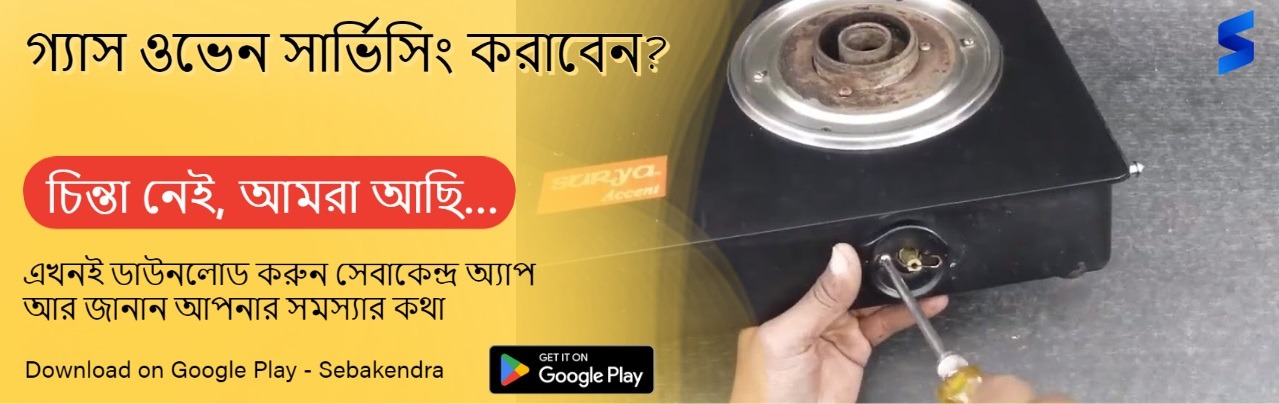 গ্যাস ওভেন সার্ভিসিং করাবেন?
চিন্তা নেই, আমরা আছি...
surya
Accent
এখনই ডাউনলোড করুন সেবাকেন্দ্র অ্যাপ
আর জানান আপনার সমস্যার কথা
Download on Google Play - Sebakendra
GET IT ON
Google Play